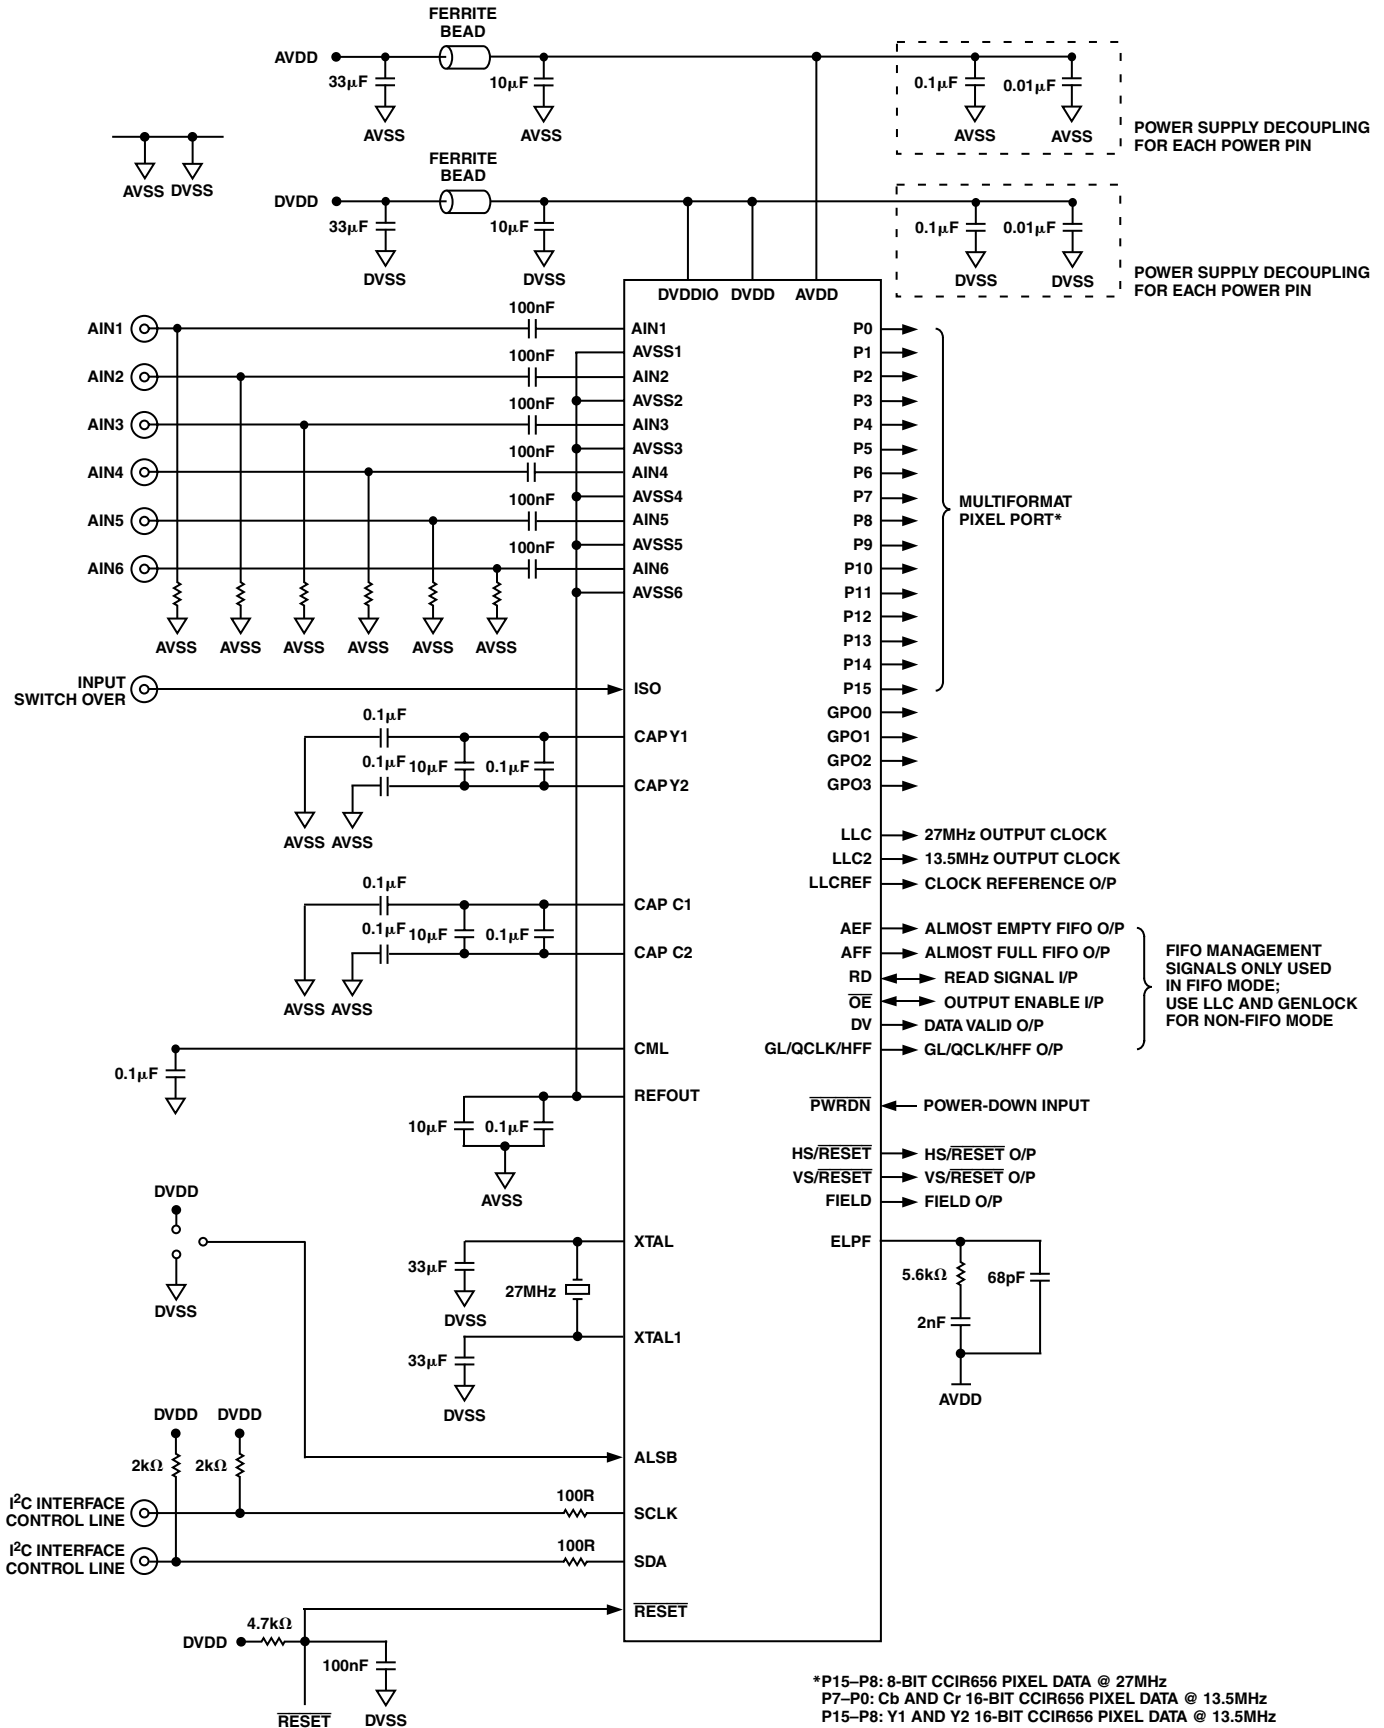 FERRITE
BEAD
AVDD
33μF
10μF
0.1μF
0.01μF
AVSS
AVSS
AVSS
AVSS
POWER SUPPLY DECOUPLING
FOR EACH POWER PIN
AVSS DVSS
FERRITE
BEAD
DVDD
33μF
10μF
0.1μF
0.01μF
DVSS
DVSS
DVSS
DVSS
POWER SUPPLY DECOUPLING
FOR EACH POWER PIN
DVDDIO DVDD AVDD
AIN1
100nF
AIN1
AVSS1
AIN2
100nF
AIN2
AVSS2
AIN3
100nF
AIN3
AVSS3
AIN4
100nF
AIN4
AVSS4
AIN5
100nF
AIN5
AVSS5
AIN6
100nF
AIN6
AVSS6
AVSS AVSS AVSS AVSS AVSS AVSS
P0
P1
P2
P3
P4
P5
P6
P7
P8
P9
P10
P11
P12
P13
P14
P15
MULTIFORMAT
PIXEL PORT*
GPO0
GPO1
GPO2
GPO3
INPUT
SWITCH OVER
ISO
0.1μF
CAP Y1
0.1μF
10μF
0.1μF
CAP Y2
AVSS AVSS
0.1μF
CAP C1
0.1μF
10μF
0.1μF
CAP C2
AVSS AVSS
LLC
27MHz OUTPUT CLOCK
LLC2
13.5MHz OUTPUT CLOCK
LLCREF
CLOCK REFERENCE O/P
AEF
ALMOST EMPTY FIFO O/P
AFF
ALMOST FULL FIFO O/P
RD
READ SIGNAL I/P
OE
OUTPUT ENABLE I/P
DV
DATA VALID O/P
GL/QCLK/HFF
GL/QCLK/HFF O/P
FIFO MANAGEMENT
SIGNALS ONLY USED
IN FIFO MODE;
USE LLC AND GENLOCK
FOR NON-FIFO MODE
CML
0.1μF
REFOUT
10μF
0.1μF
AVSS
PWRDN
POWER-DOWN INPUT
HS/RESET
HS/RESET O/P
VS/RESET
VS/RESET O/P
FIELD
FIELD O/P
DVDD
DVSS
XTAL
33μF
DVSS
27MHz
XTAL1
33μF
DVSS
ELPF
5.6kΩ
68pF
2nF
AVDD
DVDD DVDD
2kΩ
2kΩ
ALSB
I2C INTERFACE
CONTROL LINE
100R
SCLK
I2C INTERFACE
CONTROL LINE
100R
SDA
RESET
4.7kΩ
DVDD
100nF
RESET
DVSS
*P15–P8: 8-BIT CCIR656 PIXEL DATA @ 27MHz
P7–P0: Cb AND Cr 16-BIT CCIR656 PIXEL DATA @ 13.5MHz
P15–P8: Y1 AND Y2 16-BIT CCIR656 PIXEL DATA @ 13.5MHz